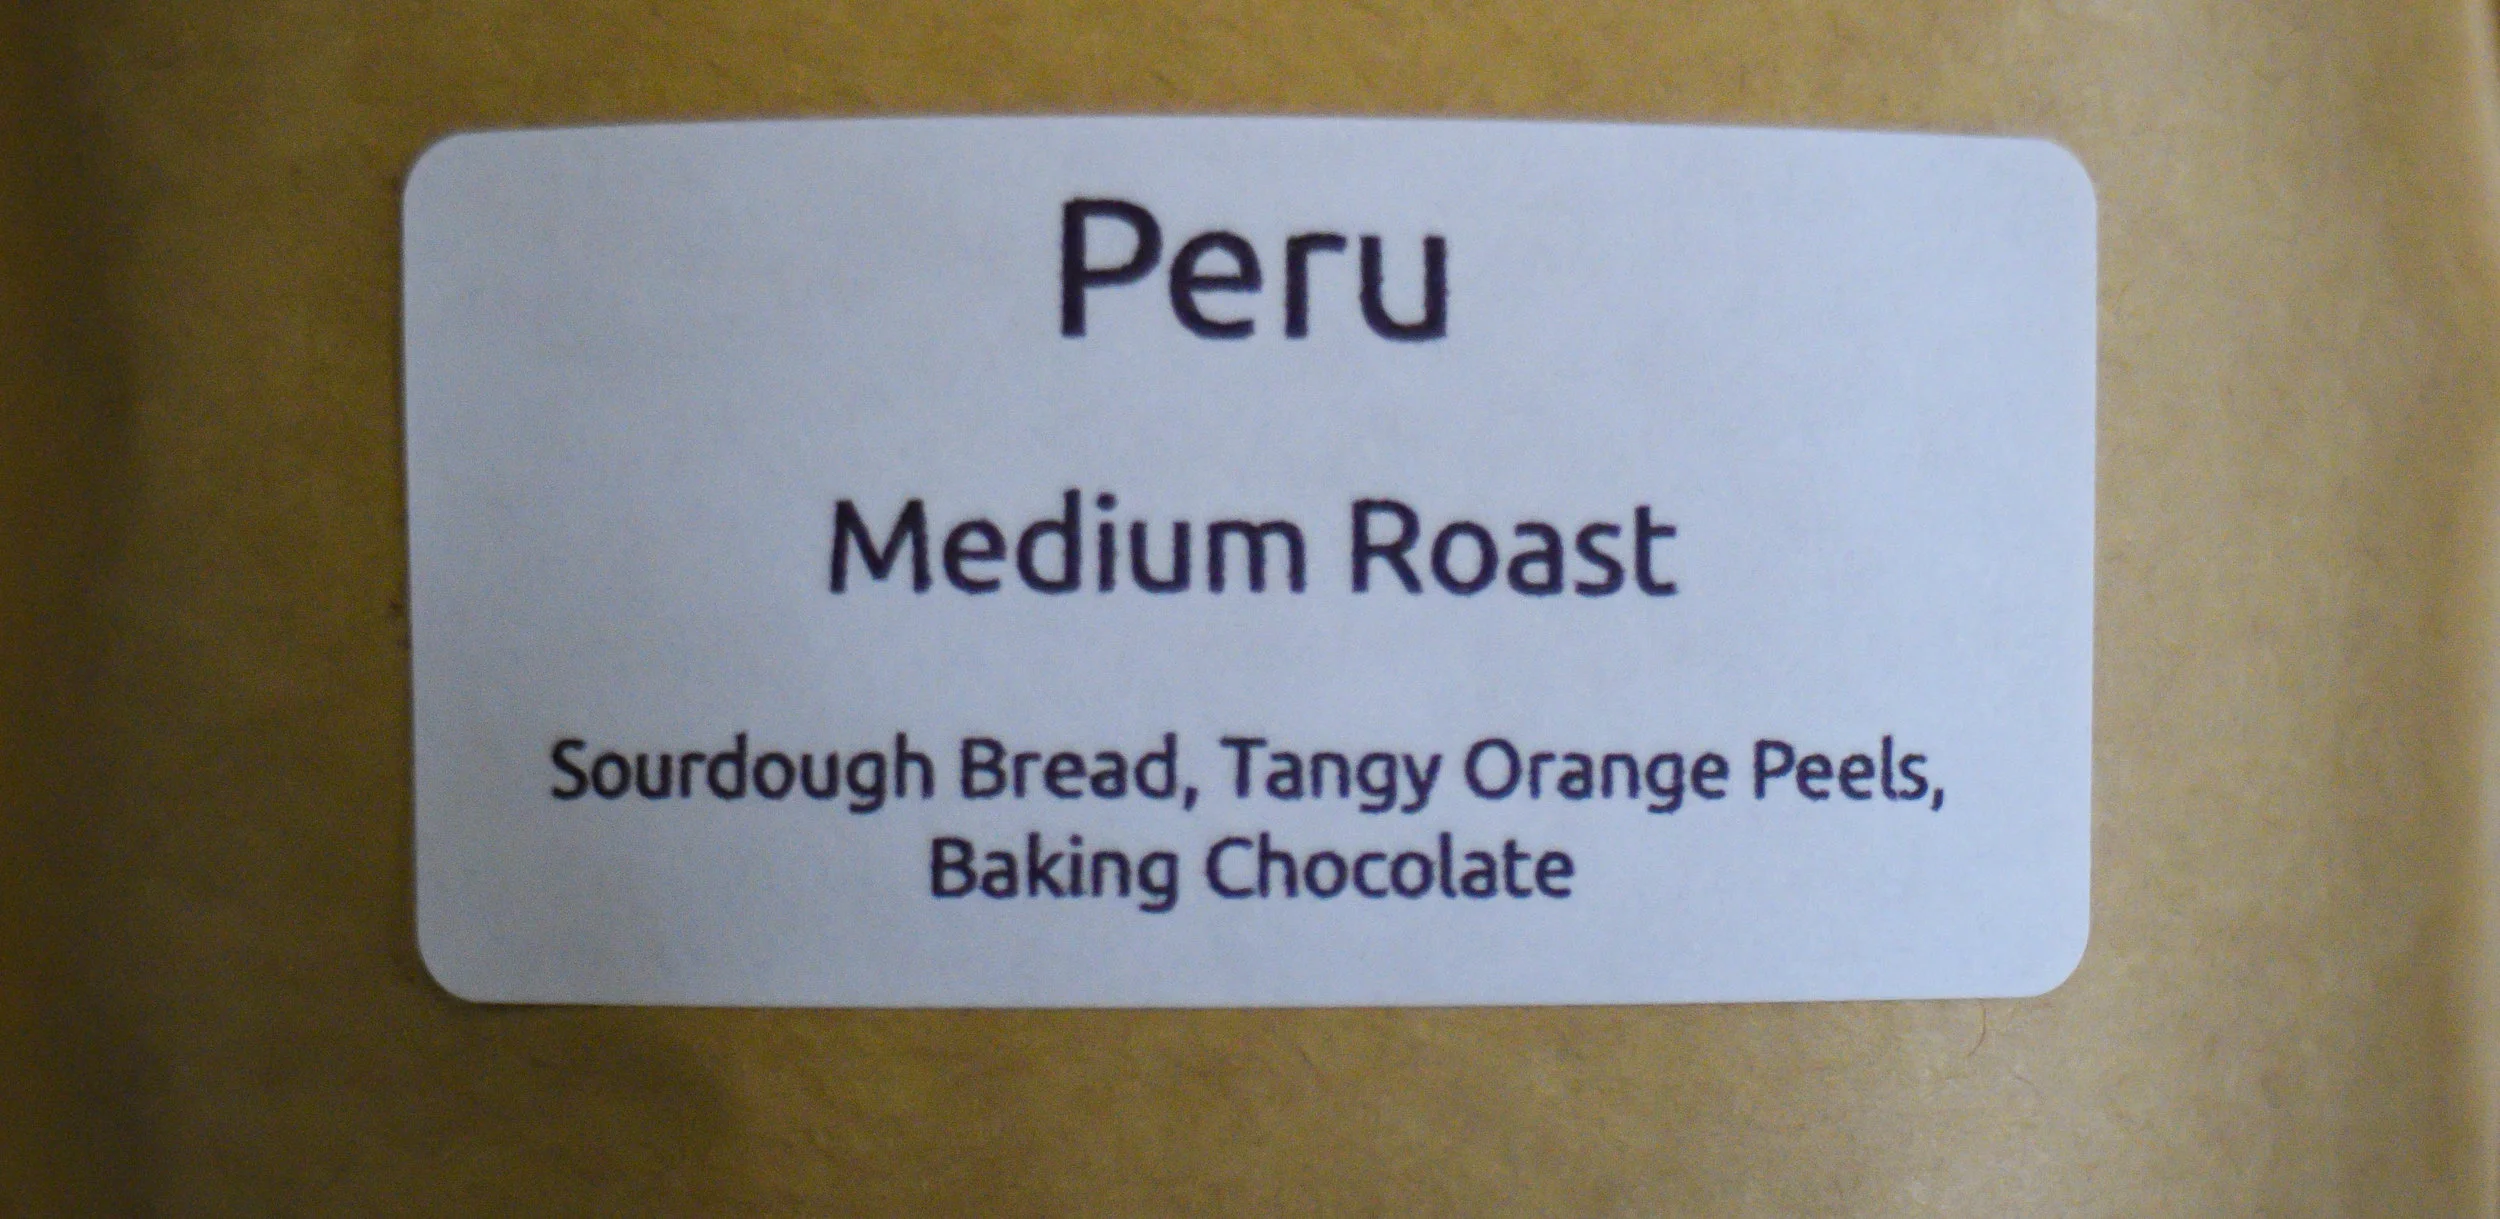 Peru
Medium Roast
Sourdough Bread, Tangy Orange Peels,
Baking Chocolate